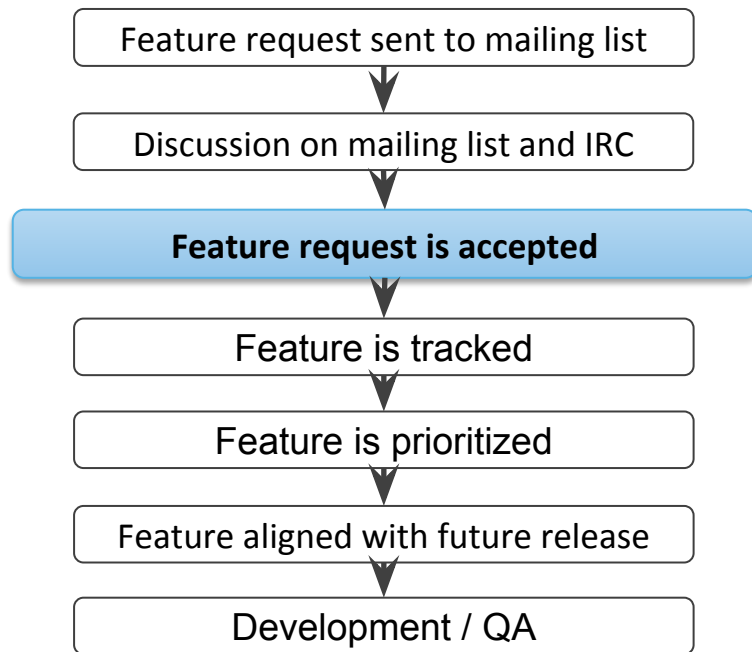 Feature request sent to mailing list
Discussion on mailing list and IRC
Feature request is accepted
Feature is tracked
Feature is prioritized
Feature aligned with future release
Development / QA